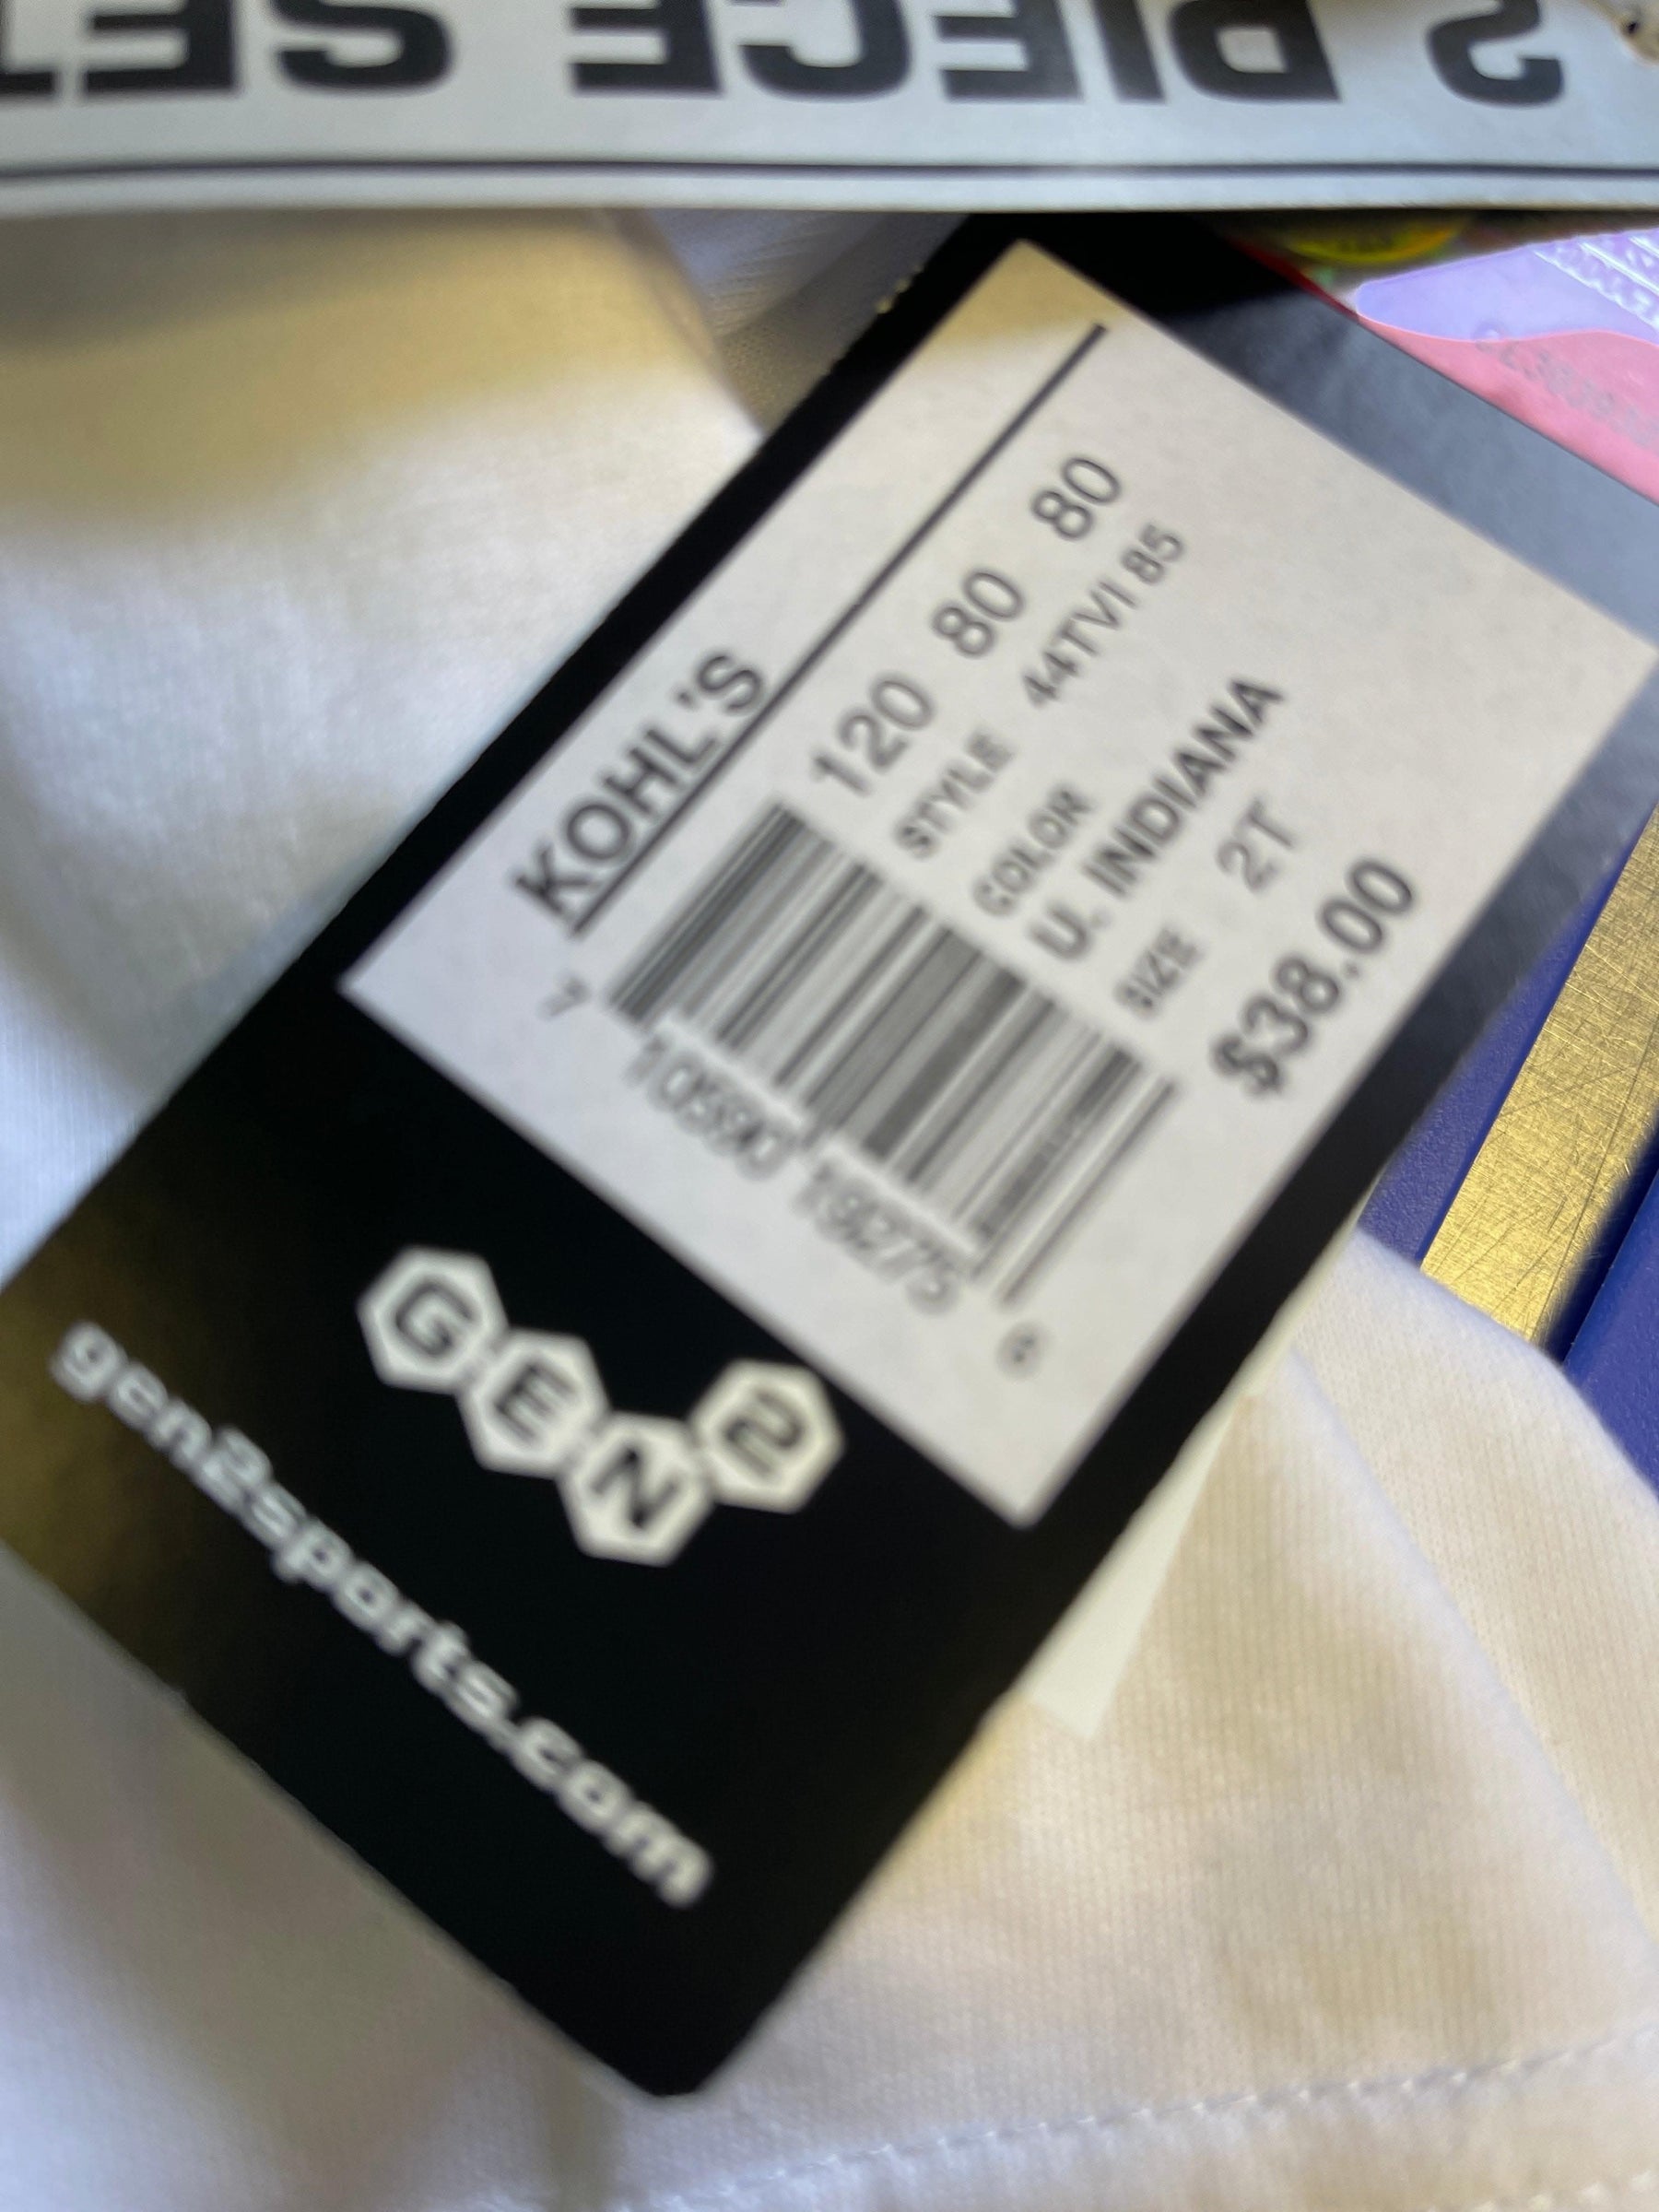 2 PIECE SET
KOHL'S
120 80 80
STYLE 44TVI 85
COLOR
U. INDIANA
SIZE 2T
$38.00
7
GEN2
gen2sports.com